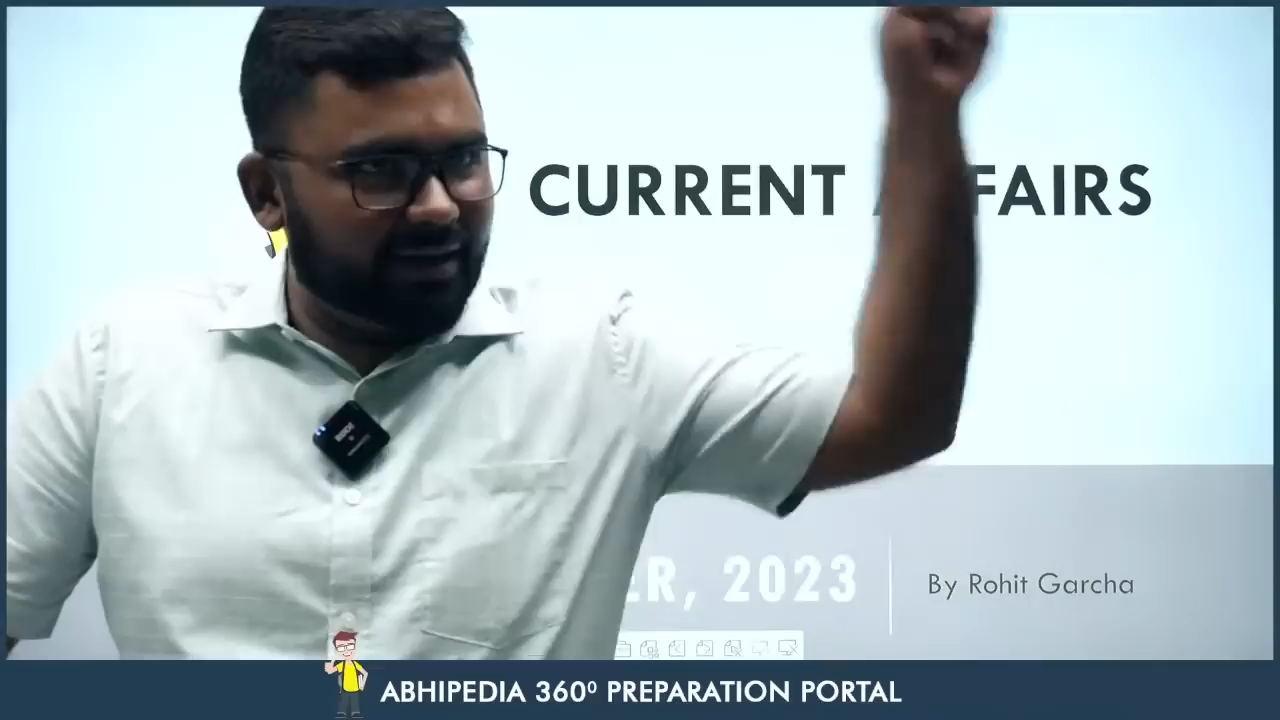 CURRENT FAIRS
ER, 2023
By Rohit Garcha
ABHIPEDIA 360⁰ PREPARATION PORTAL